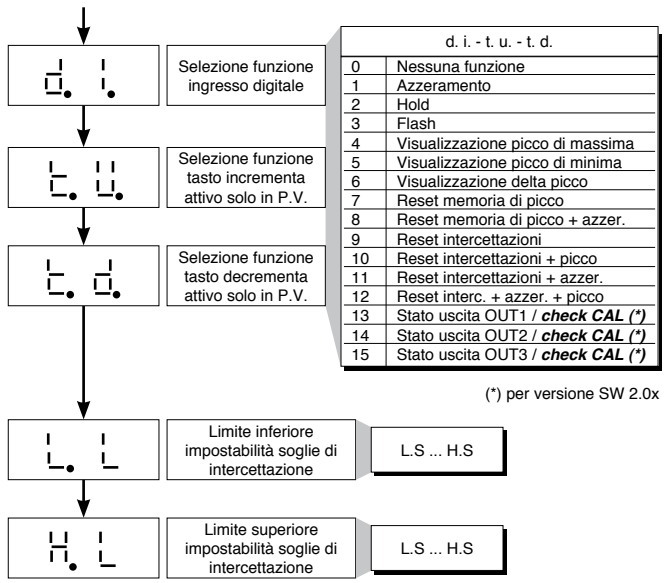 d. I.
Selezione funzione
ingresso digitale
t. U.
Selezione funzione
tasto incrementa
attivo solo in P.V.
t. d.
Selezione funzione
tasto decrementa
attivo solo in P.V.
d. i. - t. u. - t. d.
0 Nessuna funzione
1 Azzeramento
2 Hold
3 Flash
4 Visualizzazione picco di massima
5 Visualizzazione picco di minima
6 Visualizzazione delta picco
7 Reset memoria di picco
8 Reset memoria di picco + azzer.
9 Reset intercettazioni
10 Reset intercettazioni + picco
11 Reset intercettazioni + azzer.
12 Reset interc. + azzer. + picco
13 Stato uscita OUT1 / check CAL (*)
14 Stato uscita OUT2 / check CAL (*)
15 Stato uscita OUT3 / check CAL (*)
(*) per versione SW 2.0x
L. L
Limite inferiore
impostabilità soglie di
intercettazione
L.S ... H.S
H. L
Limite superiore
impostabilità soglie di
intercettazione
L.S ... H.S